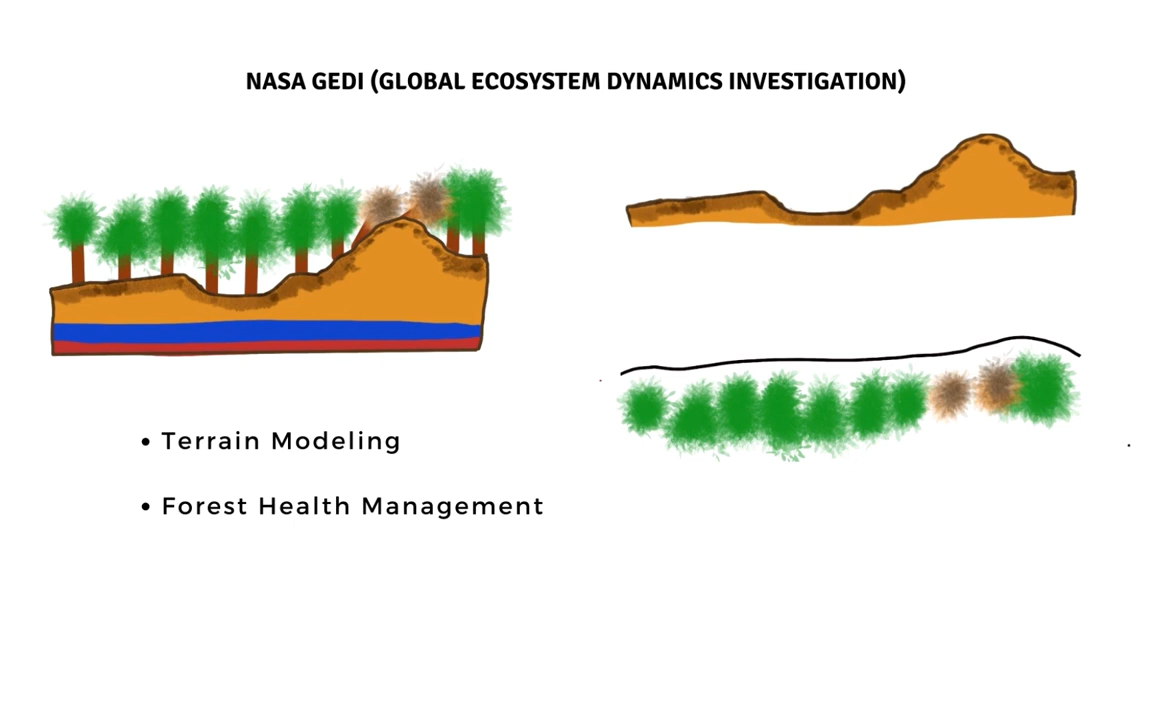 NASA GEDI (GLOBAL ECOSYSTEM DYNAMICS INVESTIGATION)
• Terrain Modeling
• Forest Health Management